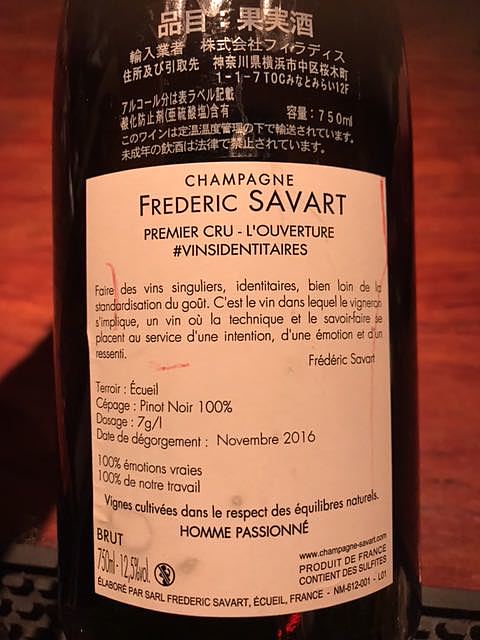 品目：果実酒
輸入業者　株式会社フィラディス
住所及び引取先　神奈川県横浜市中区桜木町
1-1-7TOCみなとみらい12F
アルコール分は表ラベル記載
酸化防止剤(亜硫酸塩)含有　容量：750ml
このワインは定温温度管理の下で輸送されています。
未成年の飲酒は法律で禁止されています。
CHAMPAGNE
FREDERIC SAVART
PREMIER CRU - L'OUVERTURE
#VINSIDENTITAIRES
Faire des vins singuliers, identitaires, bien loin de la
standardisation du goût. C'est le vin dans lequel le vigneron
s'implique, un vin où la technique et le savoir-faire se
placent au service d'une intention, d'une émotion et d'un
ressenti.
Frédéric Savart
Terroir : Écueil
Cépage : Pinot Noir 100%
Dosage : 7g/l
Date de dégorgement : Novembre 2016
100% émotions vraies
100% de notre travail
Vignes cultivées dans le respect des équilibres naturels.
HOMME PASSIONNÉ
BRUT
750ml-12,5%vol.
www.champagne-savart.com
PRODUIT DE FRANCE
CONTIENT DES SULFITES
ÉLABORÉ PAR SARL FREDERIC SAVART, ÉCUEIL, FRANCE - NM-612-001 - L01